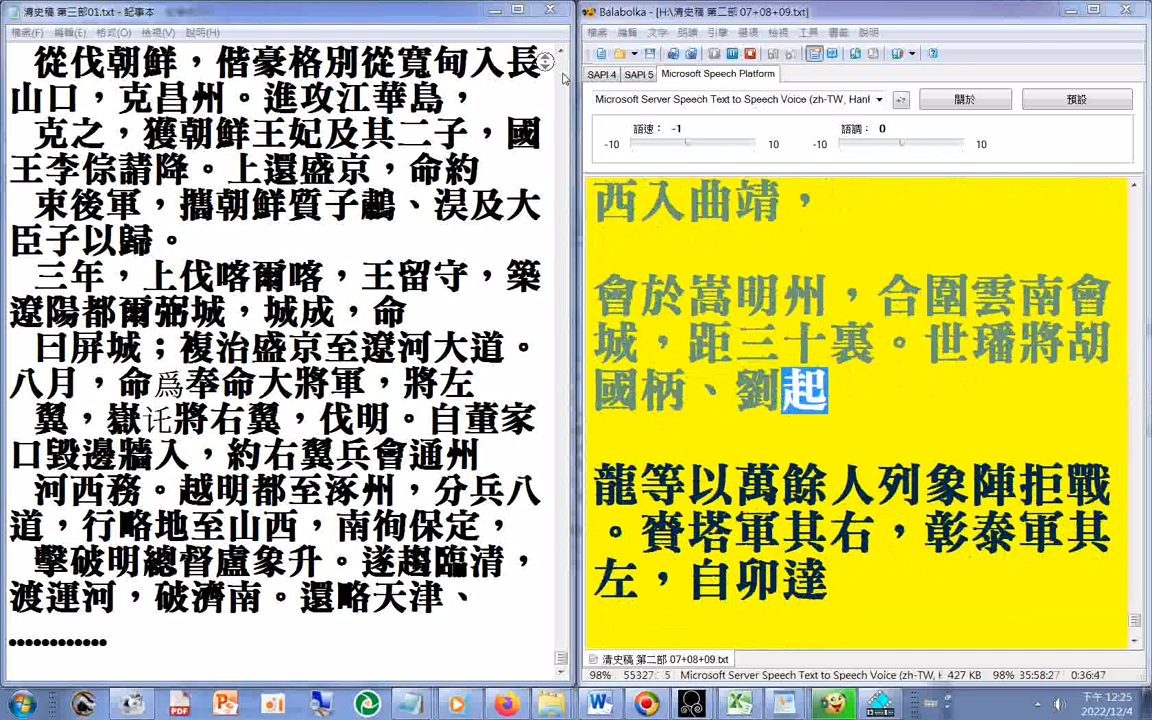 清史稿 第三部01.txt - 記事本
檔案(F) 編輯(E) 格式(O) 檢視(V) 說明(H)
從伐朝鮮，偕豪格別從寬甸入長
山口，克昌州。進攻江華島，
克之，獲朝鮮王妃及其二子，國
王李倧請降。上還盛京，命約
束後軍，攜朝鮮質子、淏及大
臣子以歸。
三年，上伐喀爾喀，王留守，築
遼陽都爾弼城，城成，命
曰屏城；複治盛京至遼河大道。
八月，命爲奉命大將軍，將左
翼，嶽讬將右翼，伐明。自董家
口毀邊牆入，約右翼兵會通州
河西務。越明都至涿州，分兵八
道，行略地至山西，南徇保定，
擊破明總督盧象升。遂趨臨清，
渡運河，破濟南。還略天津、
••••••••••••
Balabolka - [H:\清史稿 第二部 07+08+09.txt]
檔案 編輯 文字 朗讀 引擎 選項 檢視 書籤 說明
SAPI 4 SAPI 5 Microsoft Speech Platform
Microsoft Server Speech Text to Speech Voice (zh-TW, Hanl 關於 預設
語速： -1 語調： 0
-10 10 -10 10
西入曲靖，
會於嵩明州，合圍雲南會
城，距三十裏。世璠將胡
國柄、劉起
龍等以萬餘人列象陣拒戰
。賚塔軍其右，彰泰軍其
左，自卯達
清史稿 第二部 07+08+09.txt
98% Microsoft Speech Text to Speech Voice (zh-TW, H 427 KB 98% 35:58:27 0:36:47
下午 12:25
2022/12/4